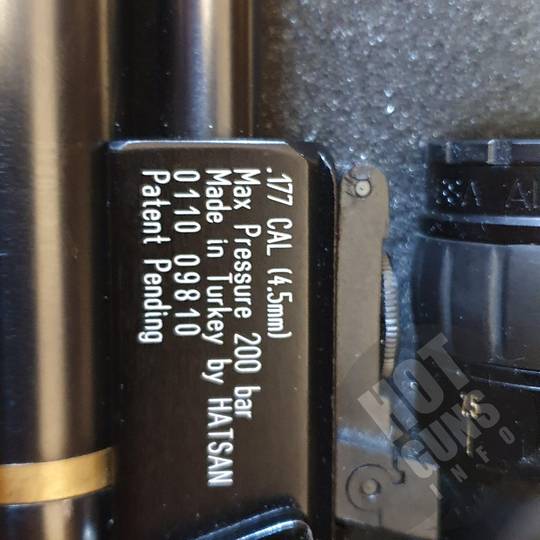 .177 CAL (4,5mm)
Max Pressure 200 bar
Made in Turkey by HATSAN
0110 09810
Patent Pending
HOT
GUNS
INFO